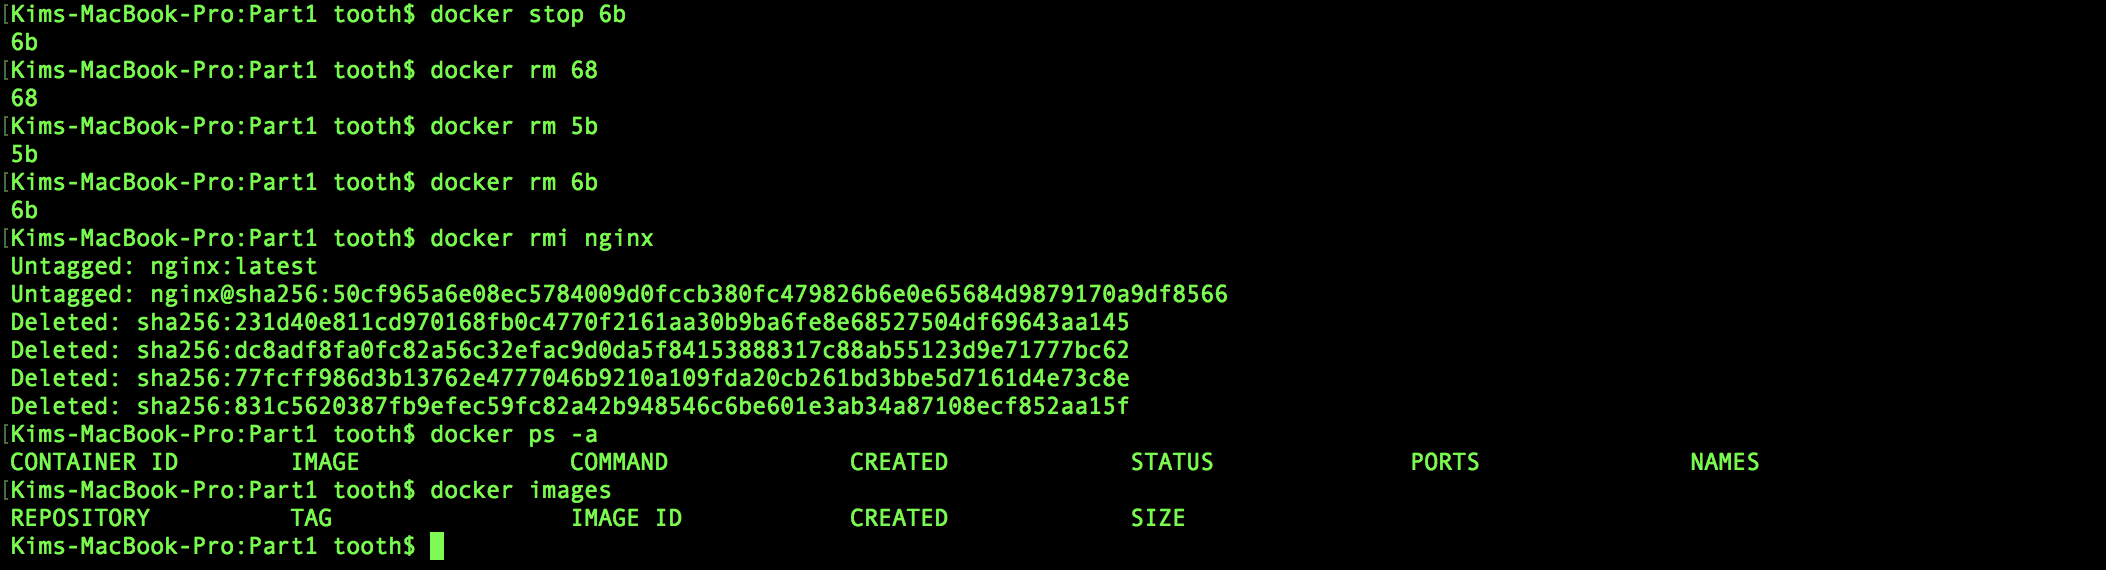 [Kims-MacBook-Pro:Part1 tooth$ docker stop 6b
6b
[Kims-MacBook-Pro:Part1 tooth$ docker rm 68
68
[Kims-MacBook-Pro:Part1 tooth$ docker rm 5b
5b
[Kims-MacBook-Pro:Part1 tooth$ docker rm 6b
6b
[Kims-MacBook-Pro:Part1 tooth$ docker rmi nginx
Untagged: nginx:latest
Untagged: nginx@sha256:50cf965a6e08ec5784009d0fccb380fc479826b6e0e65684d9879170a9df8566
Deleted: sha256:231d40e811cd970168fb0c4770f2161aa30b9ba6fe8e68527504df69643aa145
Deleted: sha256:dc8adf8fa0fc82a56c32efac9d0da5f84153888317c88ab55123d9e71777bc62
Deleted: sha256:77fcff986d3b13762e4777046b9210a109fda20cb261bd3bbe5d7161d4e73c8e
Deleted: sha256:831c5620387fb9efec59fc82a42b948546c6be601e3ab34a87108ecf852aa15f
[Kims-MacBook-Pro:Part1 tooth$ docker ps -a
CONTAINER ID        IMAGE               COMMAND             CREATED             STATUS              PORTS               NAMES
[Kims-MacBook-Pro:Part1 tooth$ docker images
REPOSITORY          TAG                 IMAGE ID            CREATED             SIZE
Kims-MacBook-Pro:Part1 tooth$